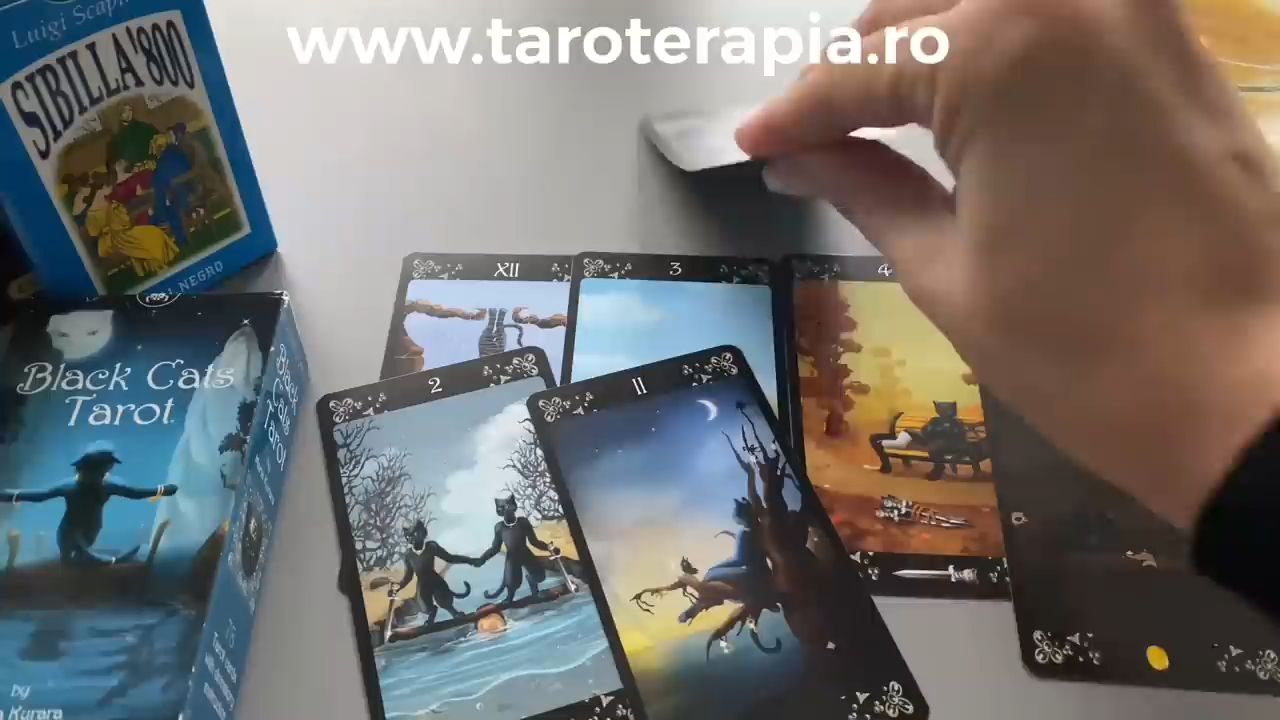 www.taroterapia.ro
Luigi Scapini
SIBILLA'800
NEGRO
Black Cats
Tarot
Black Cats
Tarot
by
Kurara
XII
3
4
2
II